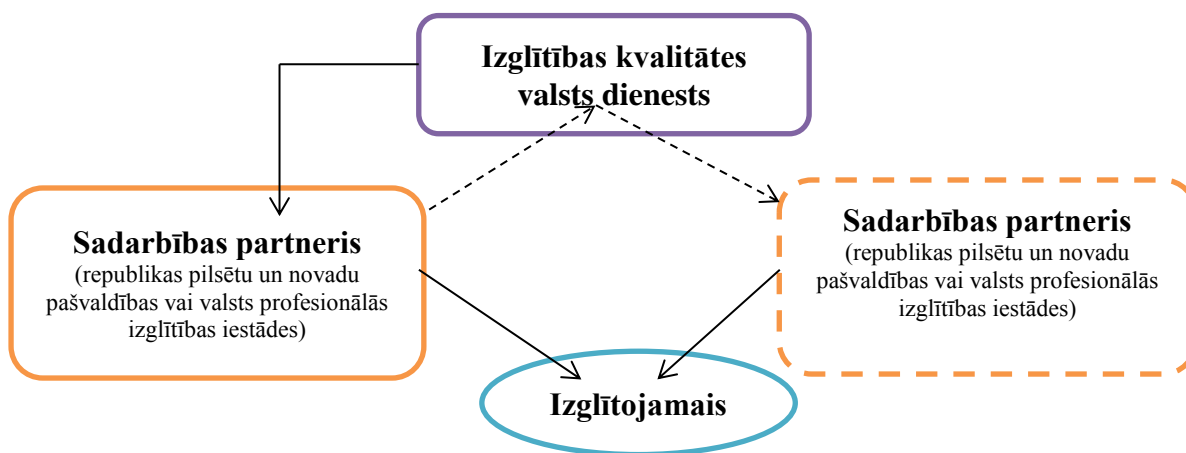 Izglītības kvalitātes
valsts dienests
Sadarbības partneris
(republikas pilsētu un novadu
pašvaldības vai valsts profesionālās
izglītības iestādes)
Sadarbības partneris
(republikas pilsētu un novadu
pašvaldības vai valsts profesionālās
izglītības iestādes)
Izglītojamais